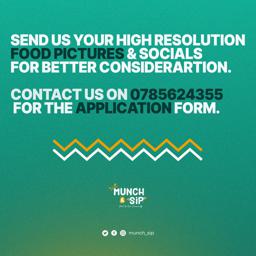 SEND US YOUR HIGH RESOLUTION
FOOD PICTURES & SOCIALS
FOR BETTER CONSIDERARTION.
CONTACT US ON 0785624355
FOR THE APPLICATION FORM.
MUNCH
& SiP
munch_sip